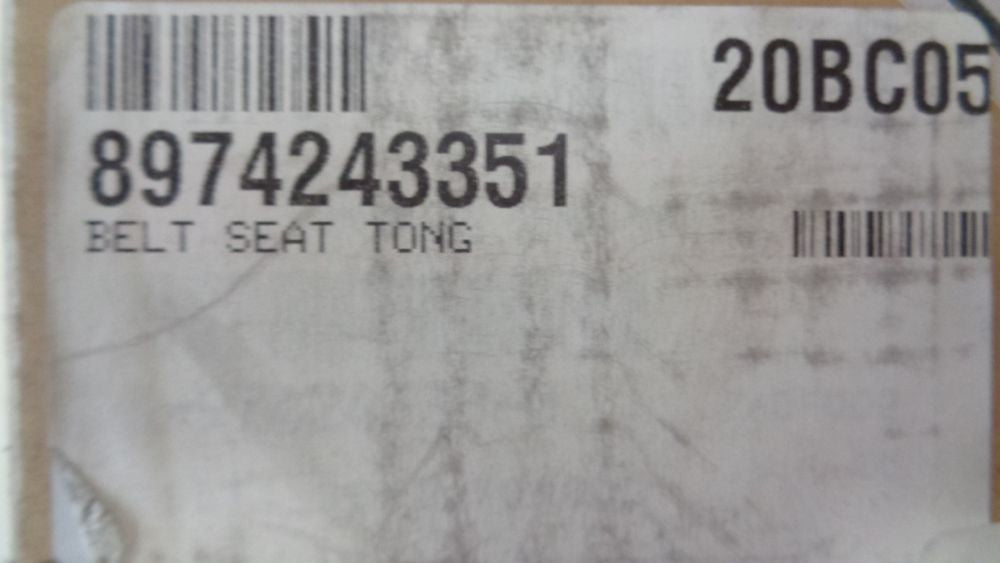 20BC05
8974243351
BELT SEAT TONG